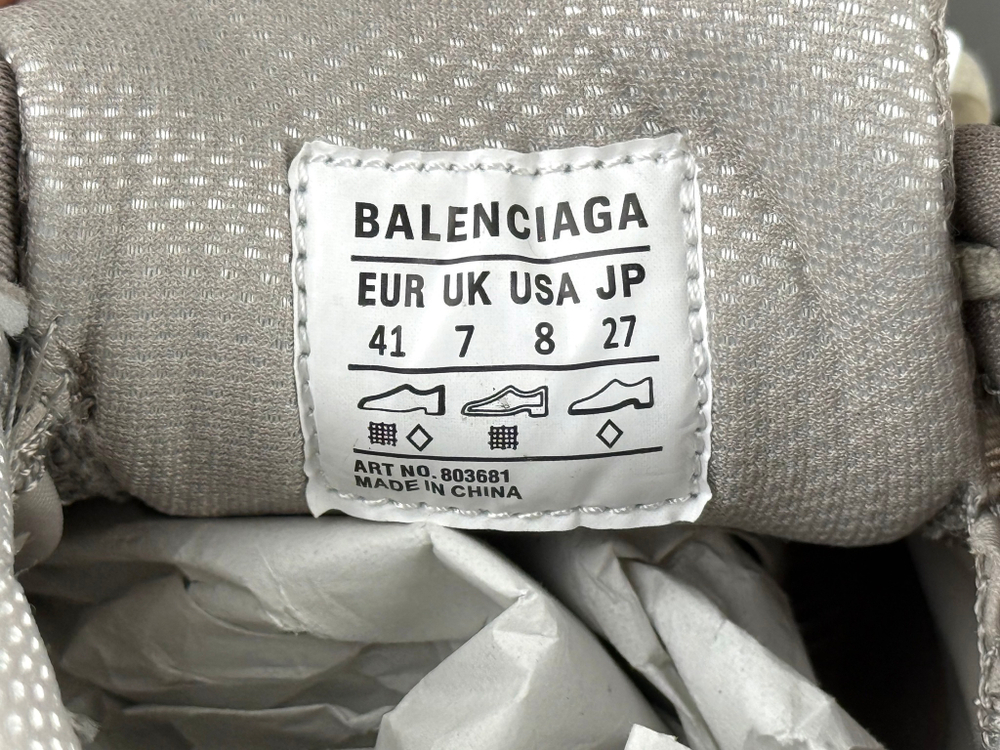 BALENCIAGA
EUR UK USA JP
41 7 8 27
ART NO. 803681
MADE IN CHINA